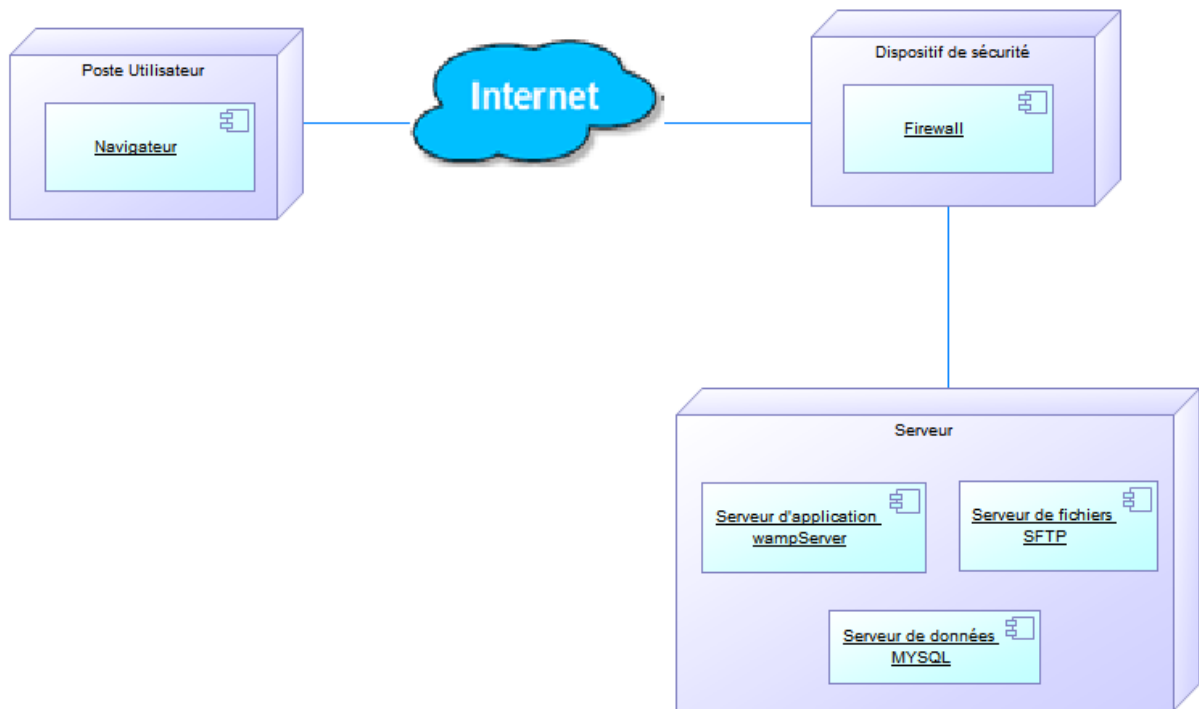 Poste Utilisateur
Navigateur
Internet
Dispositif de sécurité
Firewall
Serveur
Serveur d'application
wampServer
Serveur de fichiers
SFTP
Serveur de données
MYSQL